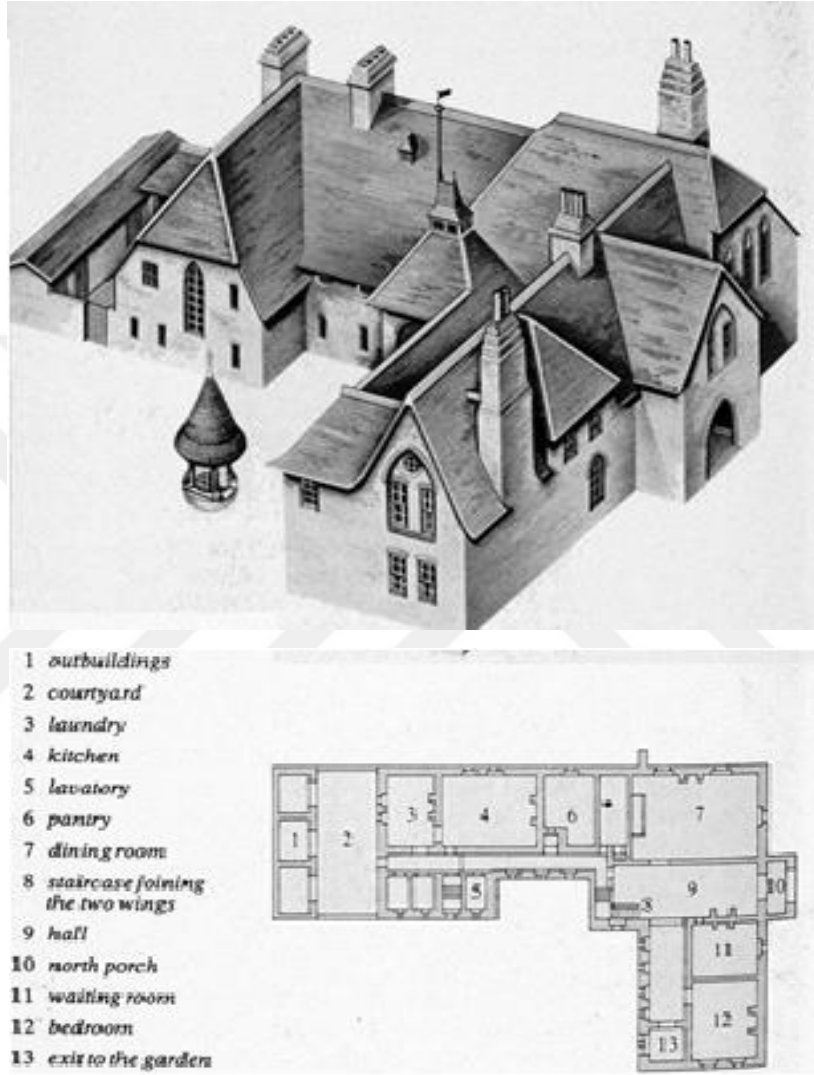 1 outbuildings
2 courtyard
3 laundry
4 kitchen
5 lavatory
6 pantry
7 dining room
8 staircase joining
the two wings
9 hall
10 north porch
11 waiting room
12 bedroom
13 exit to the garden
1
2
3
4
5
6
7
8
9
10
11
12
13